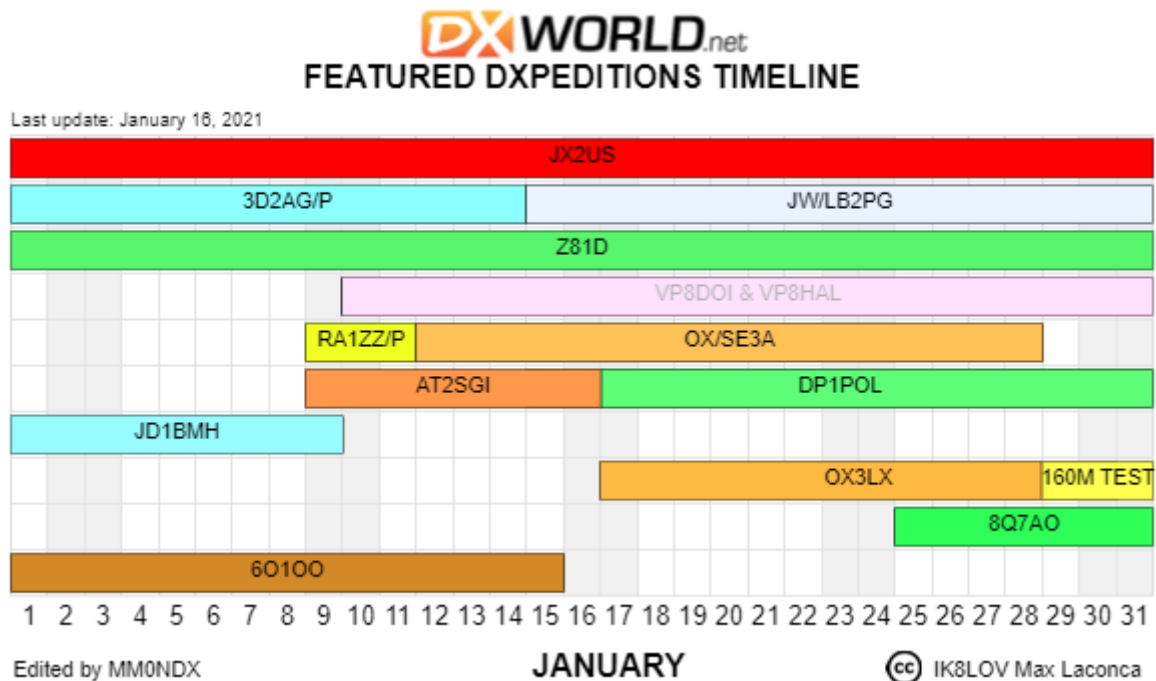 DX WORLD.net
FEATURED DXPEDITIONS TIMELINE
Last update: January 16, 2021
JX2US
3D2AG/P JW/LB2PG
Z81D
VP8DOI & VP8HAL
RA1ZZ/P OX/SE3A
AT2SGI DP1POL
JD1BMH
OX3LX 160M TEST
8Q7AO
6O1OO
1 2 3 4 5 6 7 8 9 10 11 12 13 14 15 16 17 18 19 20 21 22 23 24 25 26 27 28 29 30 31
Edited by MM0NDX JANUARY cc IK8LOV Max Laconca